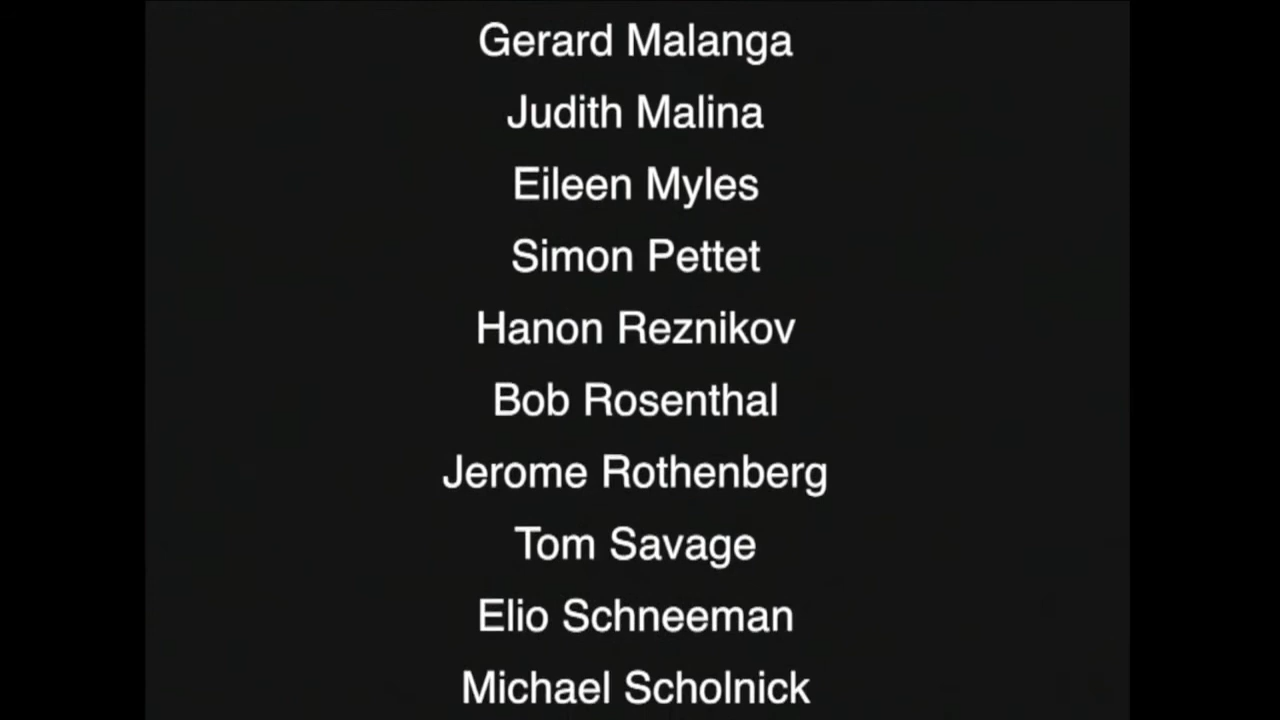 Gerard Malanga
Judith Malina
Eileen Myles
Simon Pettet
Hanon Reznikov
Bob Rosenthal
Jerome Rothenberg
Tom Savage
Elio Schneeman
Michael Scholnick